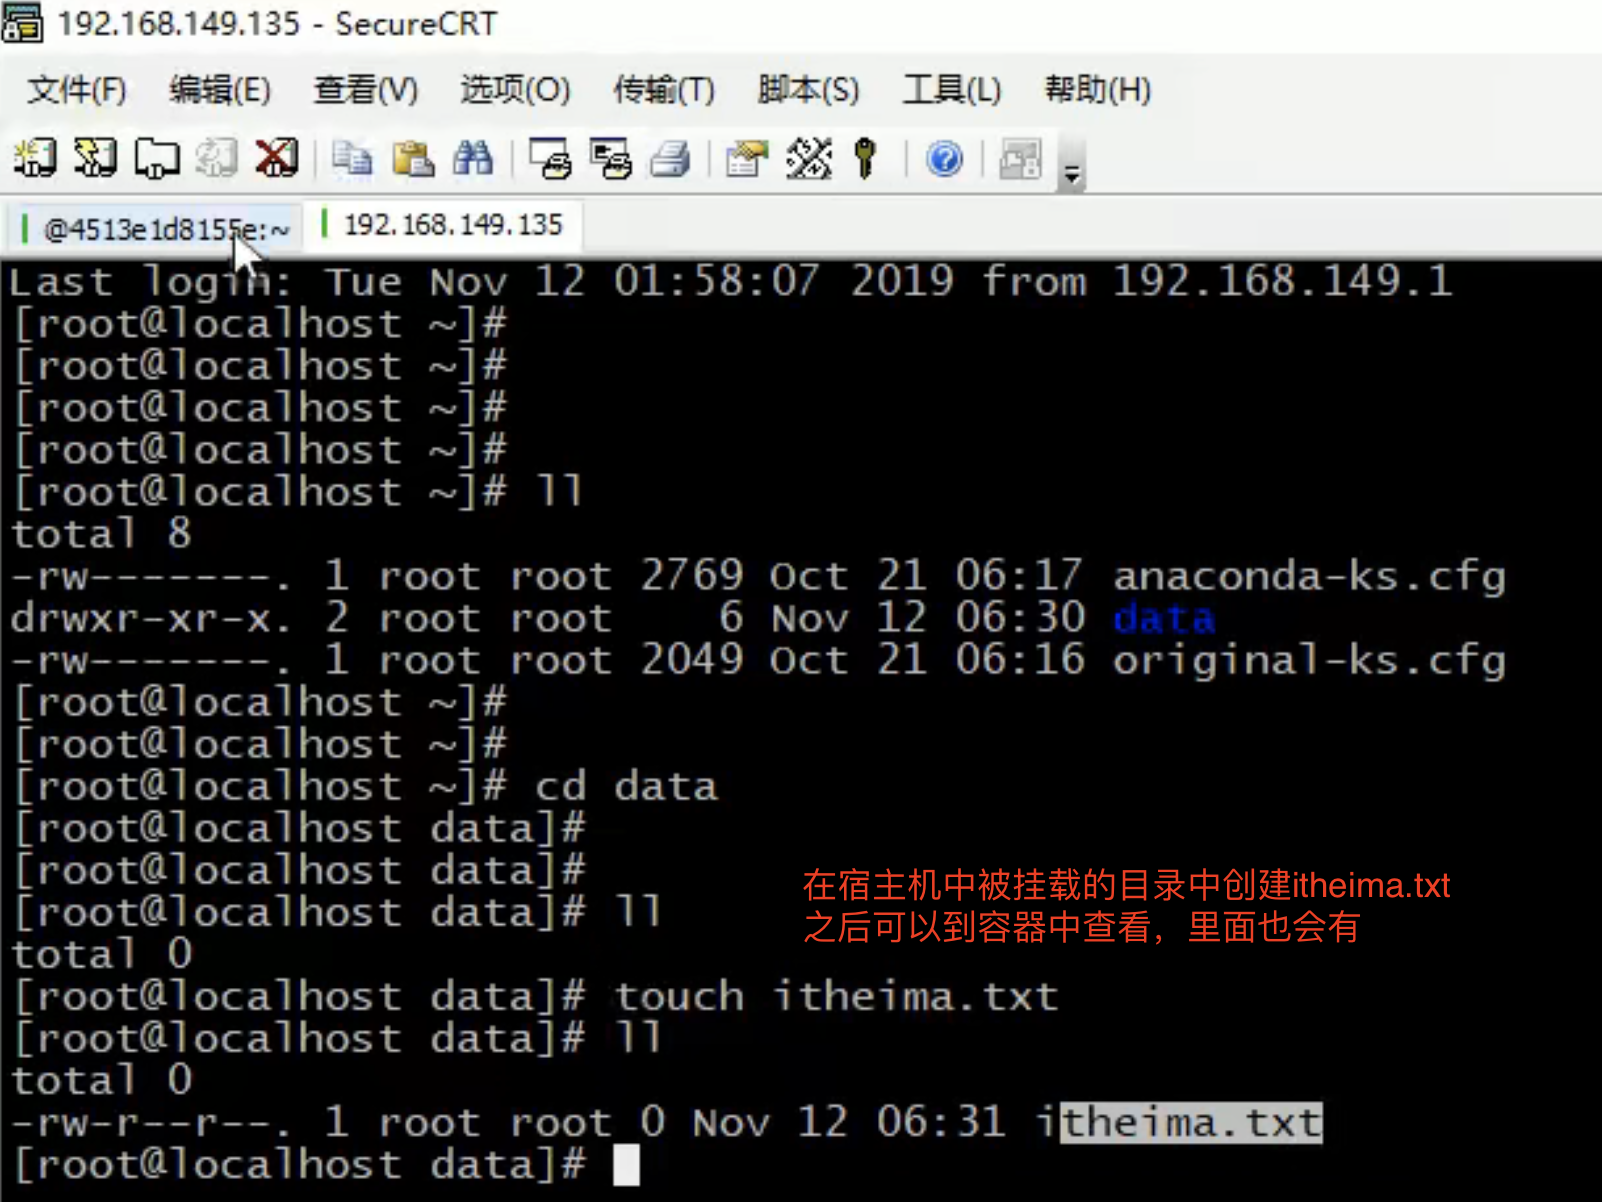 192.168.149.135 - SecureCRT
文件(F) 编辑(E) 查看(V) 选项(O) 传输(T) 脚本(S) 工具(L) 帮助(H)
@4513e1d8155e:~ 192.168.149.135
Last login: Tue Nov 12 01:58:07 2019 from 192.168.149.1
[root@localhost ~]#
[root@localhost ~]#
[root@localhost ~]#
[root@localhost ~]#
[root@localhost ~]# ll
total 8
-rw-------. 1 root root 2769 Oct 21 06:17 anaconda-ks.cfg
drwxr-xr-x. 2 root root    6 Nov 12 06:30 data
-rw-------. 1 root root 2049 Oct 21 06:16 original-ks.cfg
[root@localhost ~]#
[root@localhost ~]#
[root@localhost ~]# cd data
[root@localhost data]#
[root@localhost data]#
[root@localhost data]# ll
在宿主机中被挂载的目录中创建itheima.txt
之后可以到容器中查看，里面也会有
total 0
[root@localhost data]# touch itheima.txt
[root@localhost data]# ll
total 0
-rw-r--r--. 1 root root 0 Nov 12 06:31 itheima.txt
[root@localhost data]#